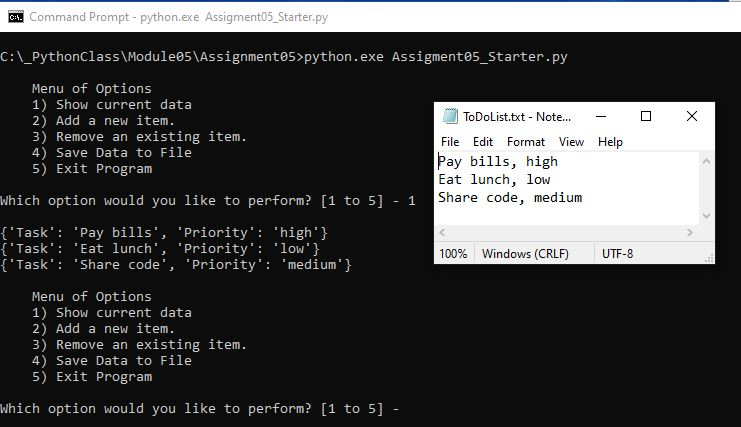 Command Prompt - python.exe Assigment05_Starter.py
C:\_PythonClass\Module05\Assignment05>python.exe Assigment05_Starter.py
Menu of Options
1) Show current data
2) Add a new item.
3) Remove an existing item.
4) Save Data to File
5) Exit Program
Which option would you like to perform? [1 to 5] - 1
{'Task': 'Pay bills', 'Priority': 'high'}
{'Task': 'Eat lunch', 'Priority': 'low'}
{'Task': 'Share code', 'Priority': 'medium'}
Menu of Options
1) Show current data
2) Add a new item.
3) Remove an existing item.
4) Save Data to File
5) Exit Program
Which option would you like to perform? [1 to 5] -
ToDoList.txt - Note...
File Edit Format View Help
Pay bills, high
Eat lunch, low
Share code, medium
100% Windows (CRLF) UTF-8